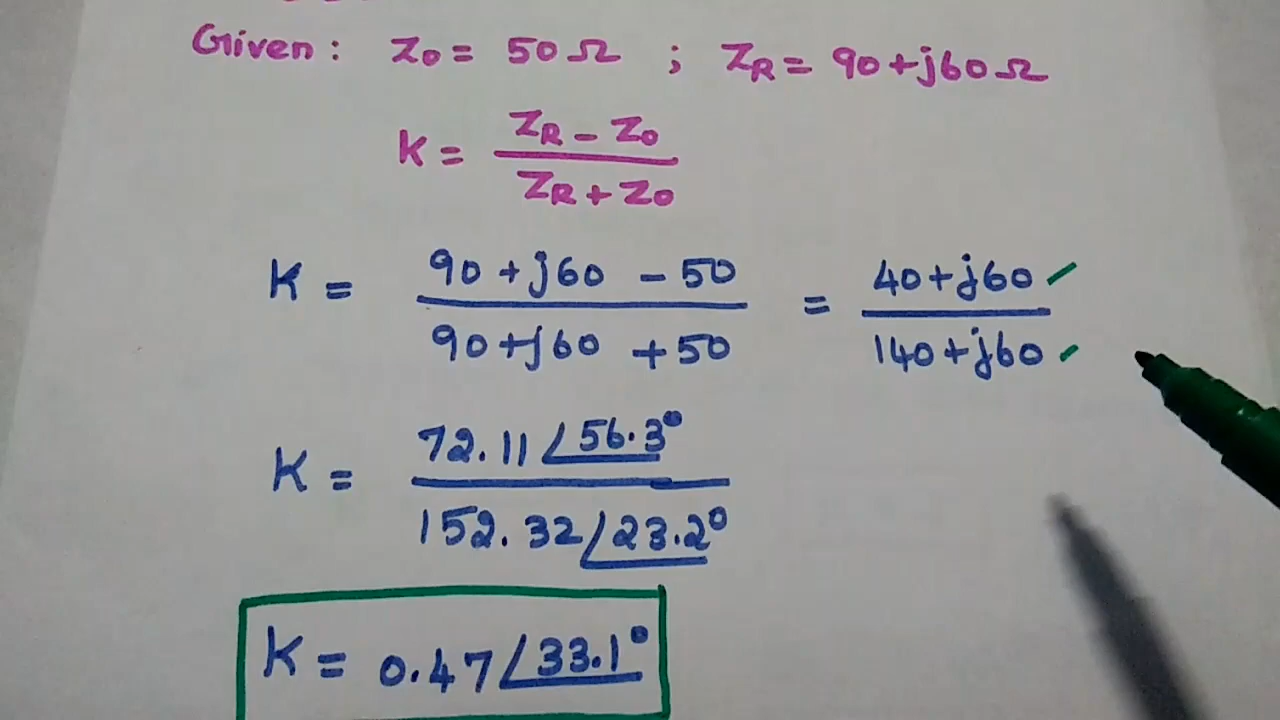 Given: Z0 = 50 Ω ; ZR = 90+j60 Ω
K = ZR - Z0 / ZR + Z0
K = 90+j60 - 50 / 90+j60 +50 = 40+j60 ✓ / 140+j60 ✓
K = 72.11∠56.3° / 152.32∠23.2°
K = 0.47∠33.1°